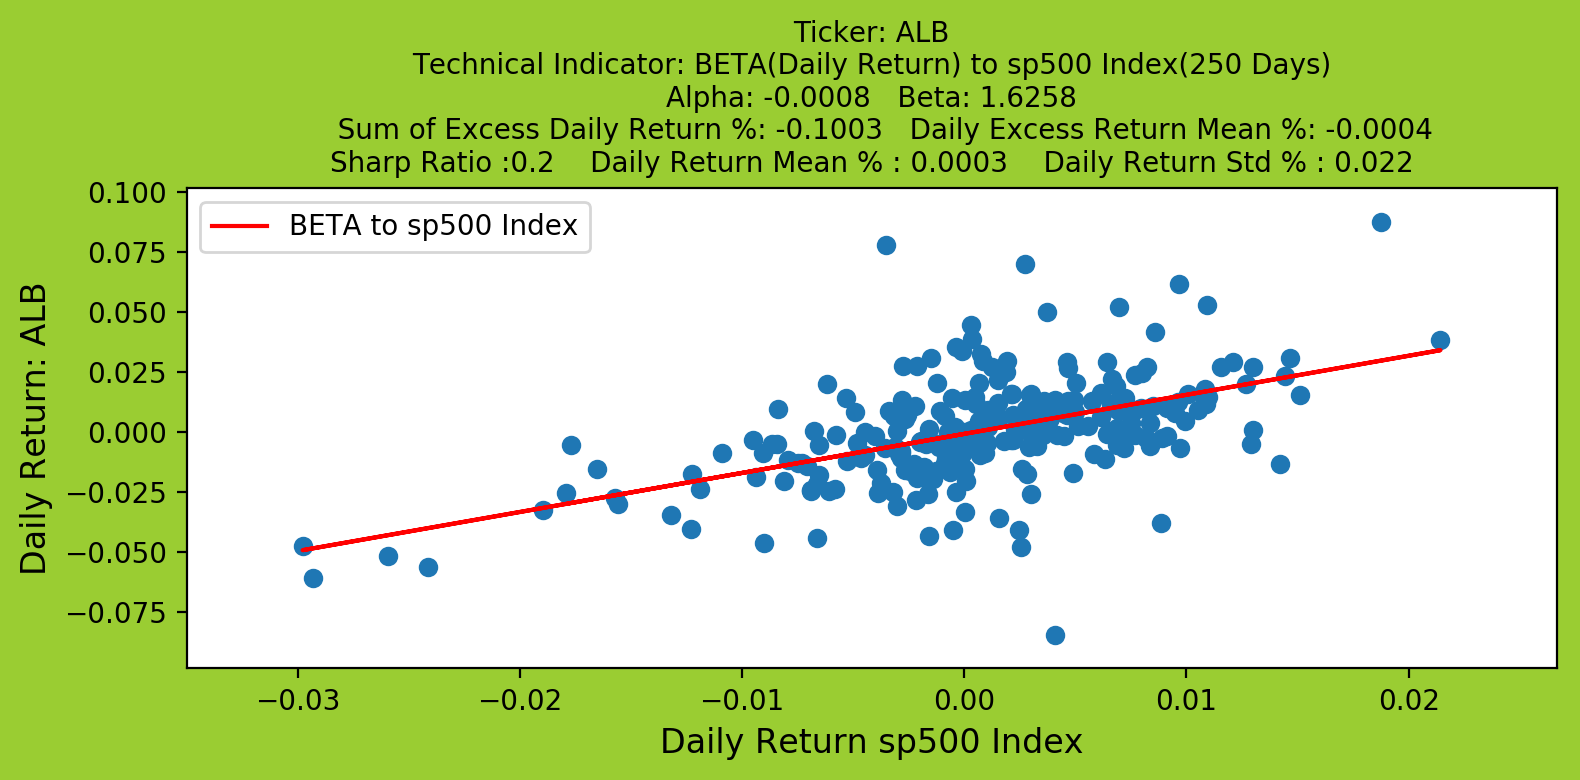 Ticker: ALB
Technical Indicator: BETA(Daily Return) to sp500 Index(250 Days)
Alpha: -0.0008   Beta: 1.6258
Sum of Excess Daily Return %: -0.1003   Daily Excess Return Mean %: -0.0004
Sharp Ratio :0.2    Daily Return Mean % : 0.0003    Daily Return Std % : 0.022
BETA to sp500 Index
Daily Return: ALB
0.100
0.075
0.050
0.025
0.000
−0.025
−0.050
−0.075
−0.03
−0.02
−0.01
0.00
0.01
0.02
Daily Return sp500 Index